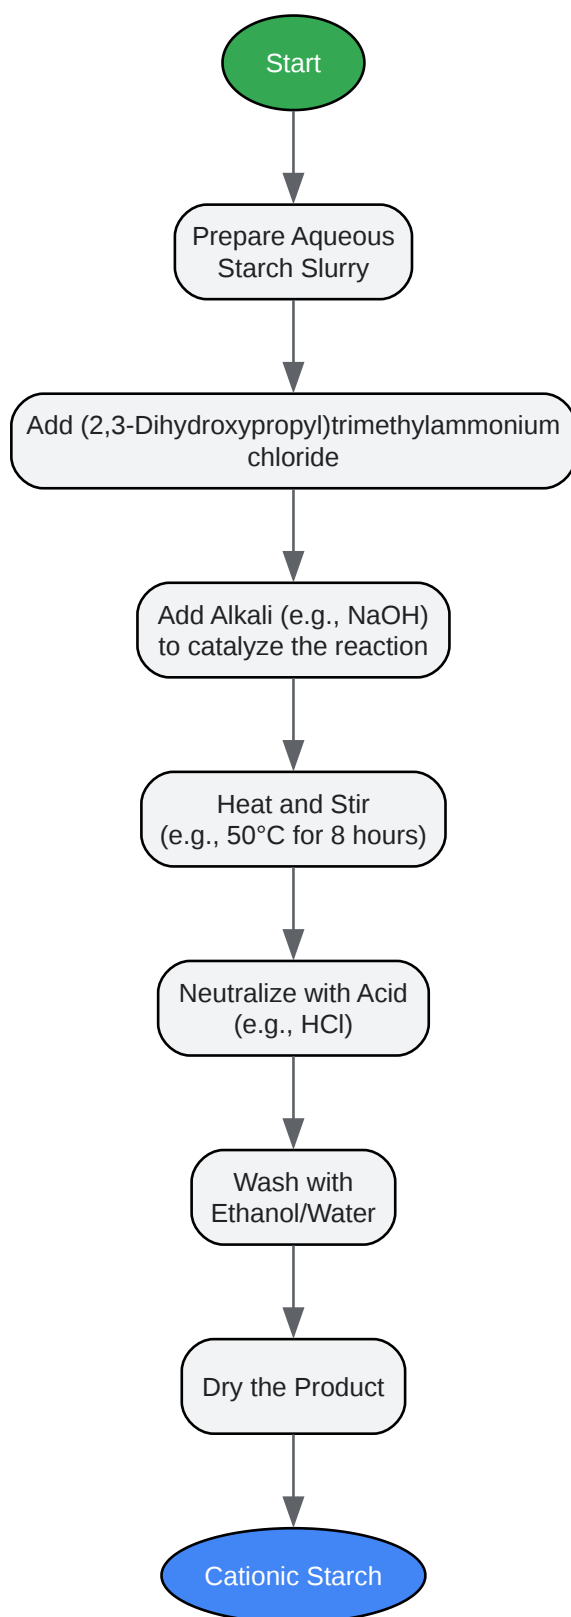 Start
Prepare Aqueous
Starch Slurry
Add (2,3-Dihydroxypropyl)trimethylammonium
chloride
Add Alkali (e.g., NaOH)
to catalyze the reaction
Heat and Stir
(e.g., 50°C for 8 hours)
Neutralize with Acid
(e.g., HCl)
Wash with
Ethanol/Water
Dry the Product
Cationic Starch